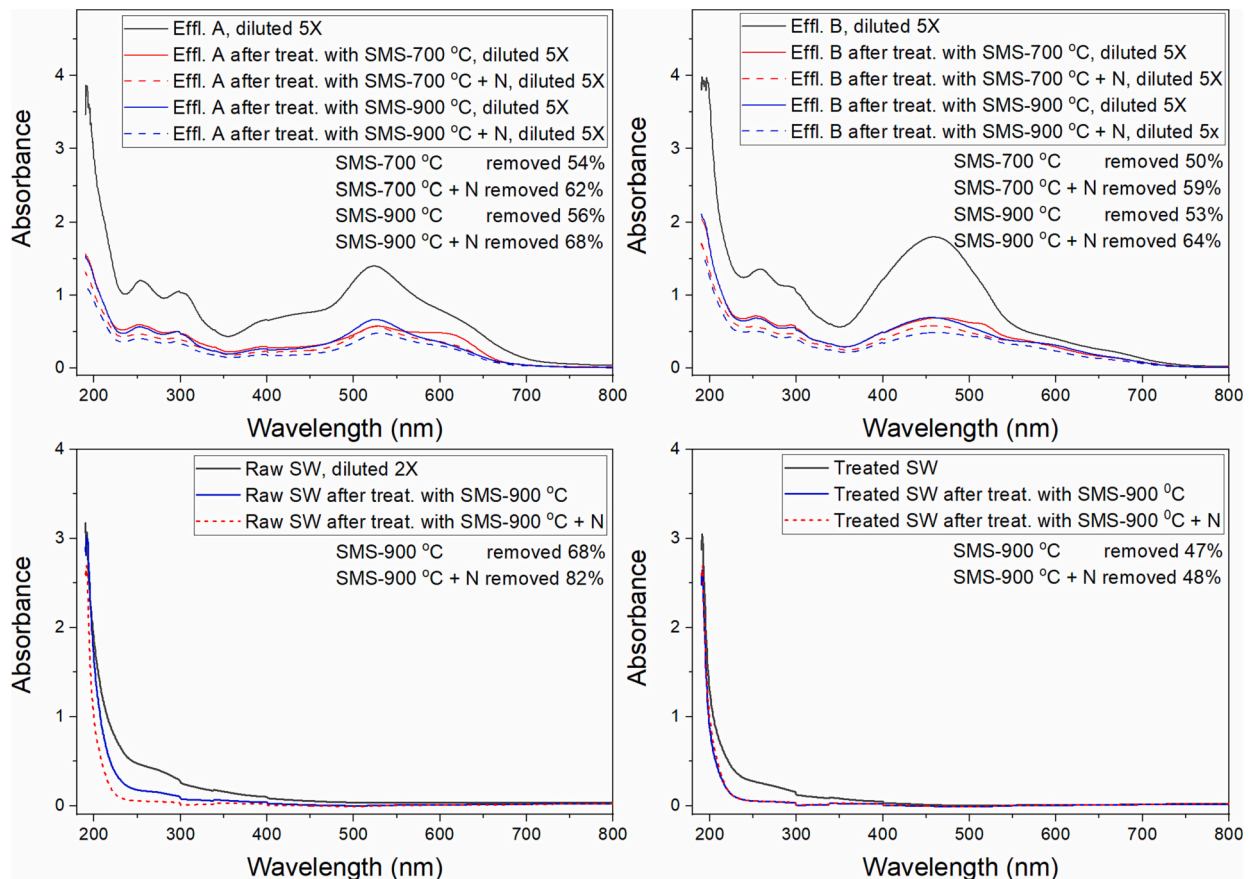 Effl. A, diluted 5X
Effl. A after treat. with SMS-700 °C, diluted 5X
Effl. A after treat. with SMS-700 °C + N, diluted 5X
Effl. A after treat. with SMS-900 °C, diluted 5X
Effl. A after treat. with SMS-900 °C + N, diluted 5X
SMS-700 °C removed 54%
SMS-700 °C + N removed 62%
SMS-900 °C removed 56%
SMS-900 °C + N removed 68%
Absorbance
4
3
2
1
0
200 300 400 500 600 700 800
Wavelength (nm)
Effl. B, diluted 5X
Effl. B after treat. with SMS-700 °C, diluted 5X
Effl. B after treat. with SMS-700 °C + N, diluted 5X
Effl. B after treat. with SMS-900 °C, diluted 5X
Effl. B after treat. with SMS-900 °C + N, diluted 5x
SMS-700 °C removed 50%
SMS-700 °C + N removed 59%
SMS-900 °C removed 53%
SMS-900 °C + N removed 64%
Absorbance
4
3
2
1
0
200 300 400 500 600 700 800
Wavelength (nm)
Raw SW, diluted 2X
Raw SW after treat. with SMS-900 °C
Raw SW after treat. with SMS-900 °C + N
SMS-900 °C removed 68%
SMS-900 °C + N removed 82%
Absorbance
4
3
2
1
0
200 300 400 500 600 700 800
Wavelength (nm)
Treated SW
Treated SW after treat. with SMS-900 ⁰C
Treated SW after treat. with SMS-900 ⁰C + N
SMS-900 °C removed 47%
SMS-900 °C + N removed 48%
Absorbance
4
3
2
1
0
200 300 400 500 600 700 800
Wavelength (nm)